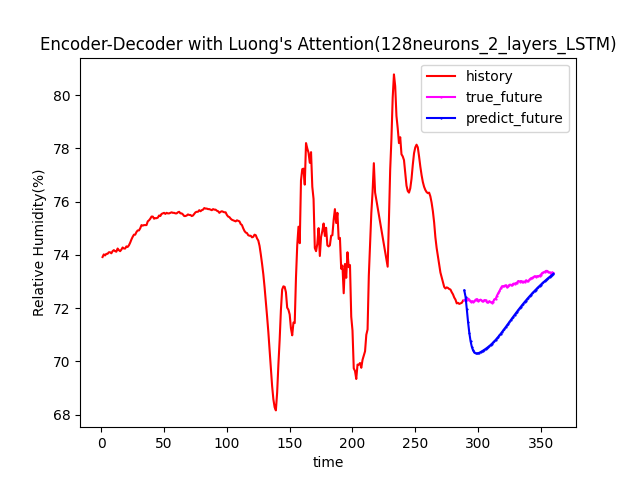 Encoder-Decoder with Luong's Attention(128neurons_2_layers_LSTM)
history
true_future
predict_future
Relative Humidity(%)
80
78
76
74
72
70
68
0 50 100 150 200 250 300 350
time